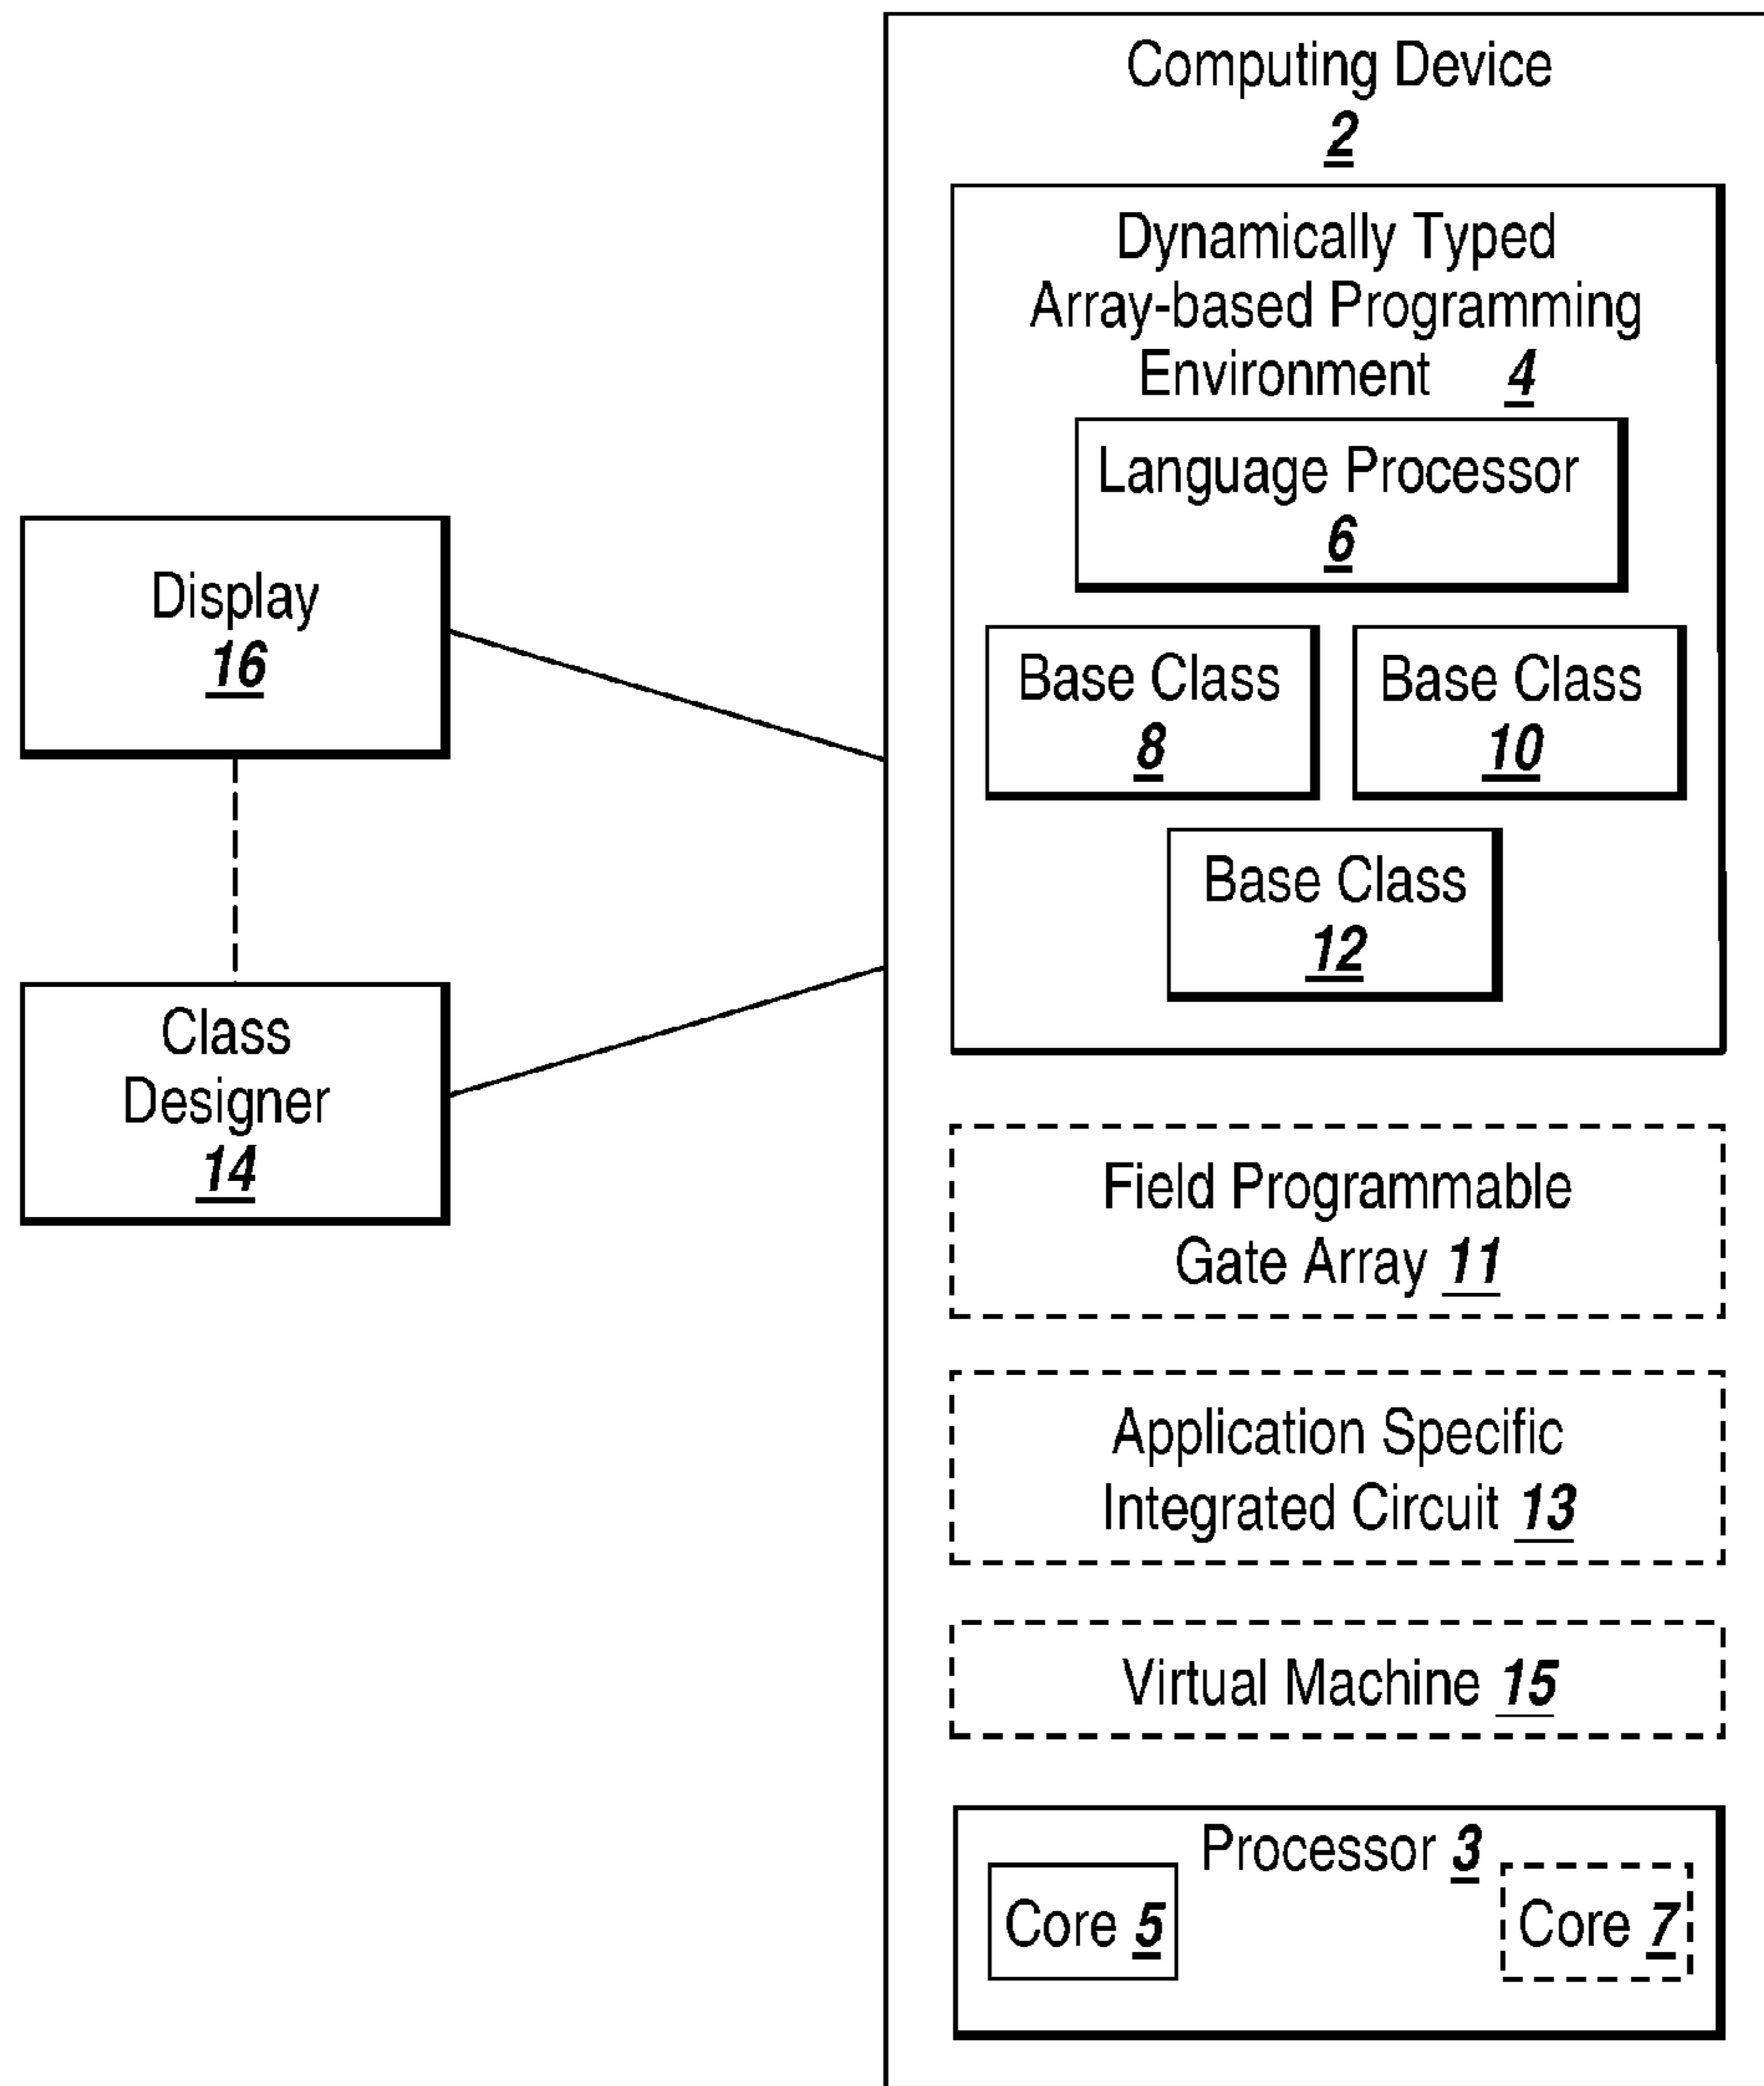 Computing Device
2
Dynamically Typed
Array-based Programming
Environment 4
Language Processor
6
Base Class
8
Base Class
10
Base Class
12
Display
16
Class
Designer
14
Field Programmable
Gate Array 11
Application Specific
Integrated Circuit 13
Virtual Machine 15
Processor 3
Core 5
Core 7